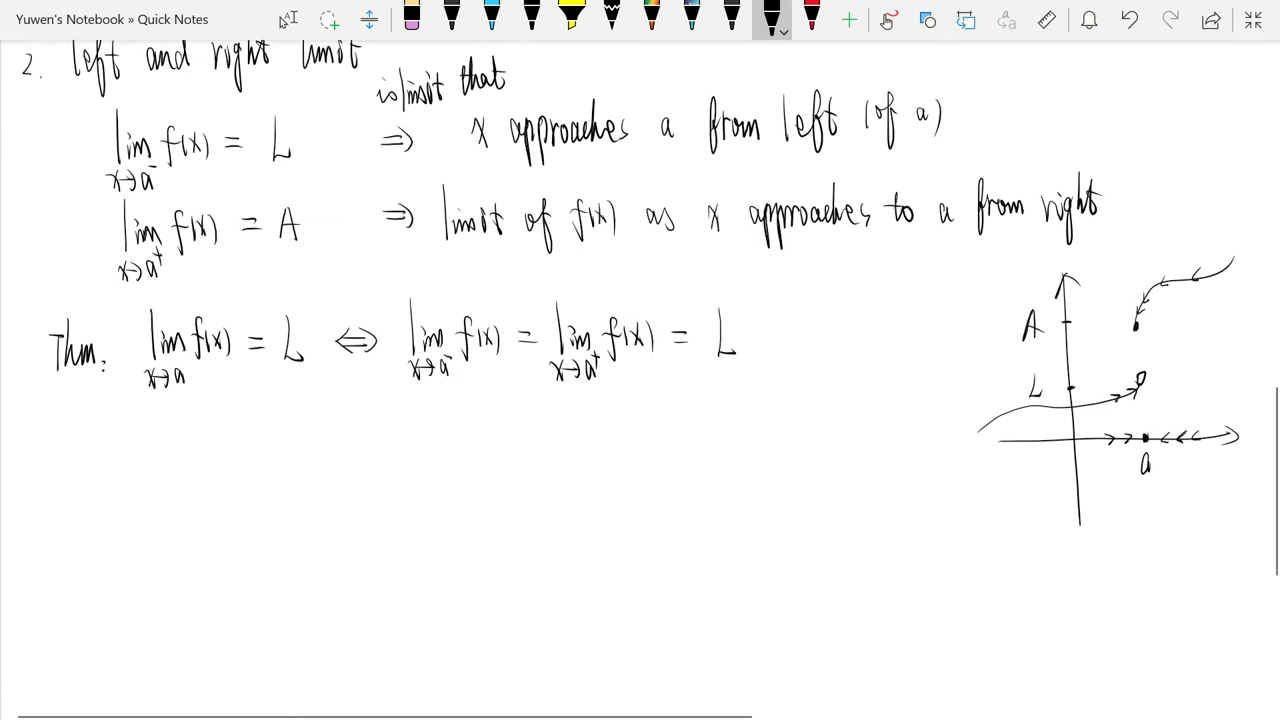 Yuwen's Notebook » Quick Notes
2. left and right limit
is limit that
lim x→a⁻ f(x) = L ⇒ x approaches a from left (of a)
lim x→a⁺ f(x) = A ⇒ limit of f(x) as x approaches to a from right
Thm: lim x→a f(x) = L ⇔ lim x→a⁻ f(x) = lim x→a⁺ f(x) = L
A
L
a